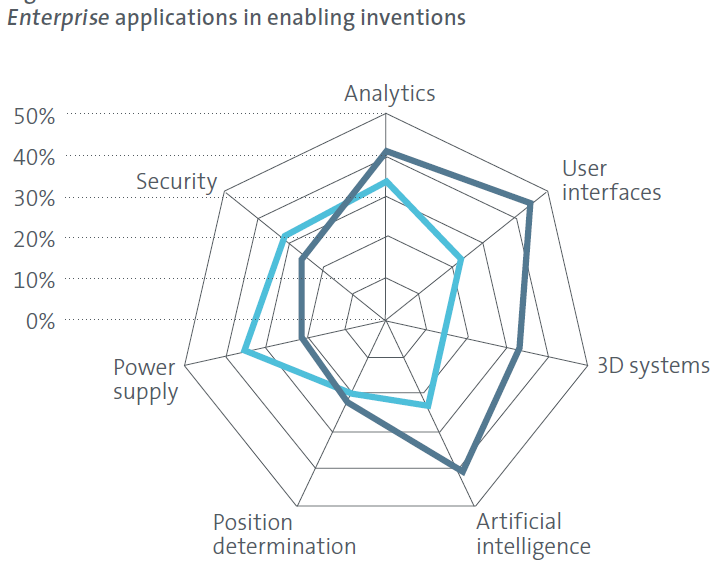 Enterprise applications in enabling inventions
Analytics
50%
40%
30%
20%
10%
0%
Security
User
interfaces
3D systems
Power
supply
Position
determination
Artificial
intelligence